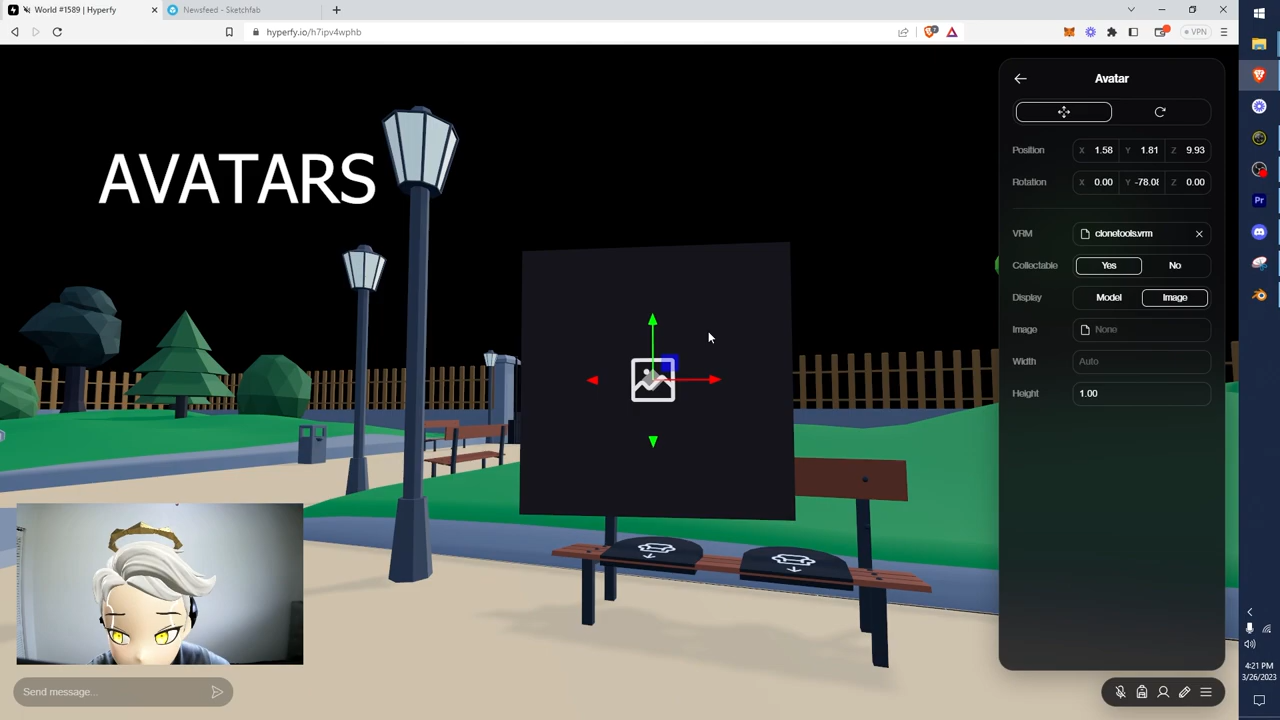 World #1589 | Hyperfy
Newsfeed - Sketchfab
hyperfy.io/h7ipv4wphb
VPN
Avatar
Position X 1.58 Y 1.81 Z 9.93
Rotation X 0.00 Y -78.08 Z 0.00
VRM clonetools.vrm
Collectable Yes No
Display Model Image
Image None
Width Auto
Height 1.00
AVATARS
Send message...
Pr
4:21 PM
3/26/2023